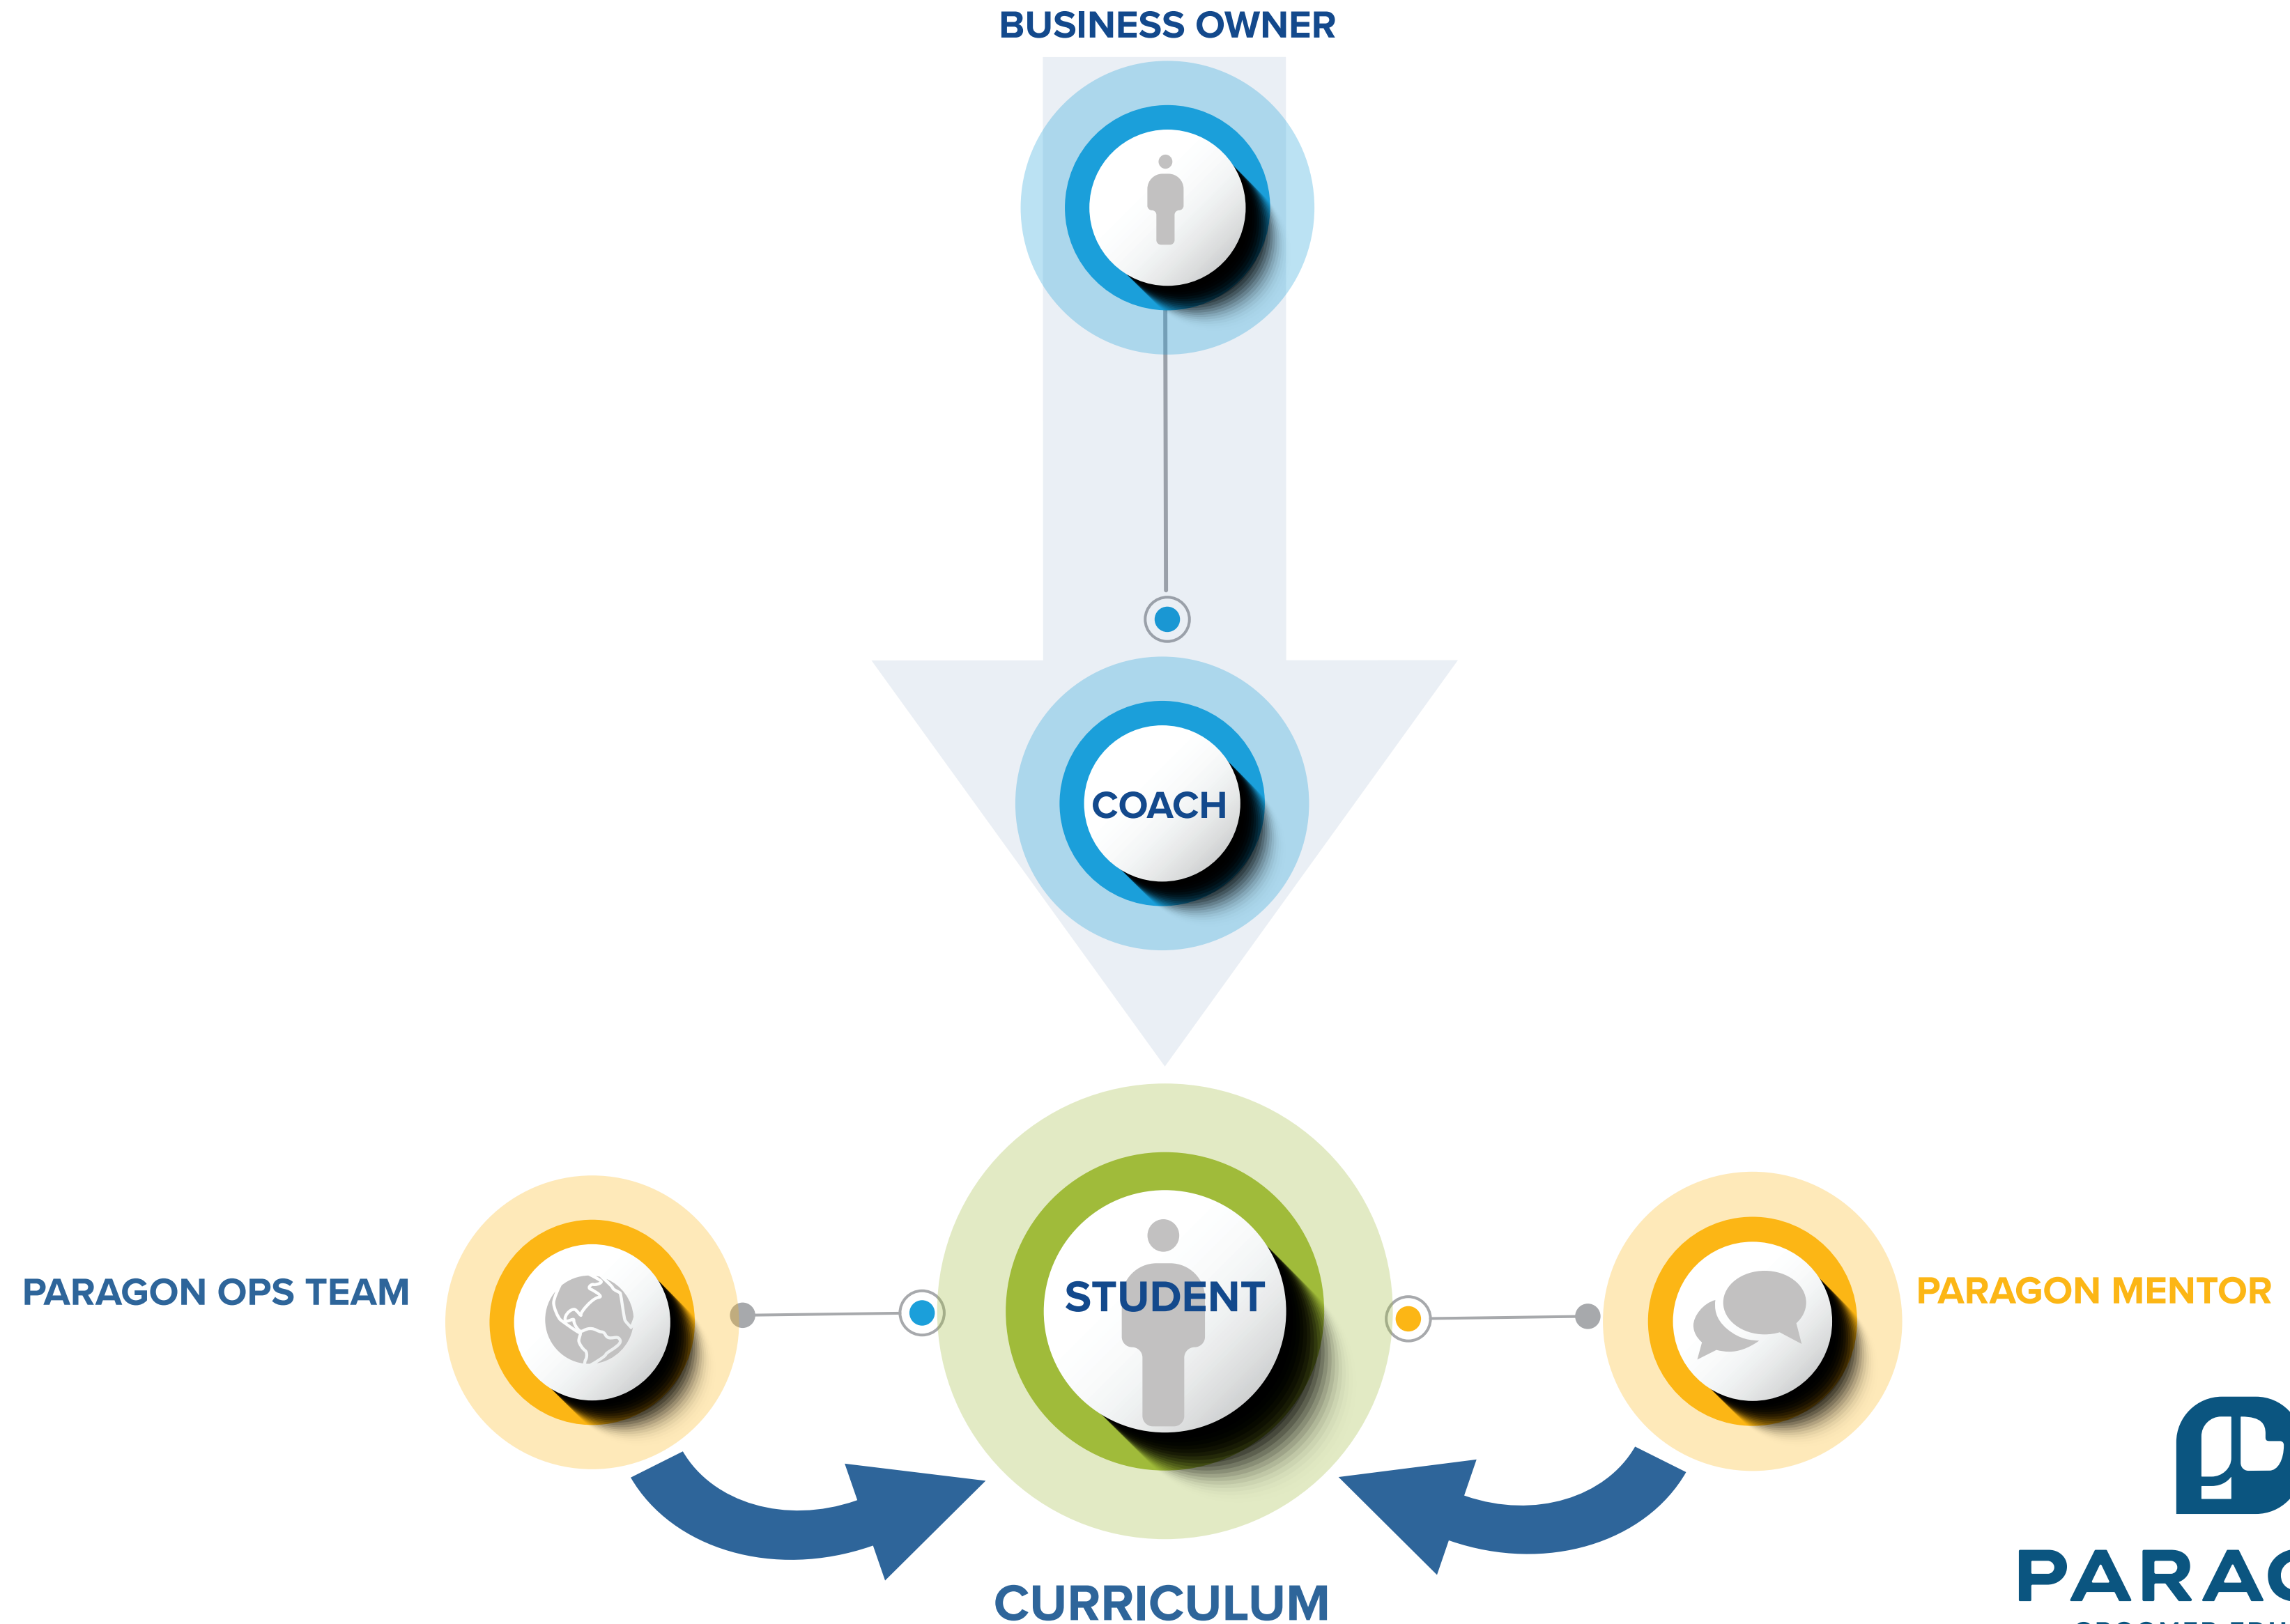 BUSINESS OWNER
COACH
STUDENT
PARAGON OPS TEAM
PARAGON MENTOR
CURRICULUM